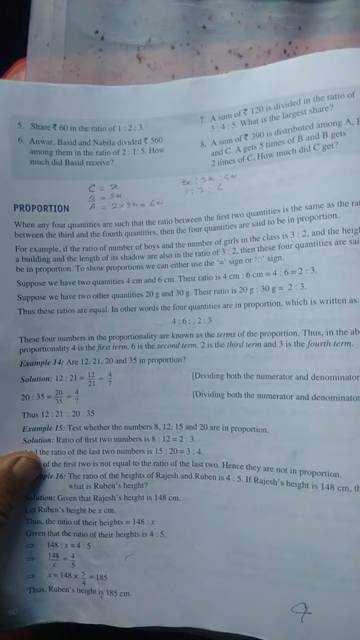 5. Share ₹ 60 in the ratio of 1 : 2 : 3.
6. Anwar, Basid and Nabila divided ₹ 560
among them in the ratio of 2 : 1 : 5. How
much did Basid receive?
7. A sum of ₹ 120 is divided in the ratio of
3 : 4 : 5. What is the largest share?
8. A sum of ₹ 390 is distributed among A, B
and C. A gets 5 times of B and B gets
2 times of C. How much did C get?
C = x
B = 3x
A = 2×3x = 6x
1 : 3 : 6
PROPORTION
When any four quantities are such that the ratio between the first two quantities is the same as the
between the third and the fourth quantities, then the four quantities are said to be in proportion.
For example, if the ratio of number of boys and the number of girls in the class is 3 : 2, and the
a building and the length of its shadow are also in the ratio of 3 : 2, then these four quantities are
be in proportion. To show proportions we can either use the '=' sign or '::' sign.
Suppose we have two quantities 4 cm and 6 cm. Their ratio is 4 cm : 6 cm = 4 : 6 = 2 : 3.
Suppose we have two other quantities 20 g and 30 g. Their ratio is 20 g : 30 g = 2 : 3.
Thus these ratios are equal. In other words the four quantities are in proportion, which is written as:
4 : 6 : : 2 : 3
These four numbers in the proportionality are known as the terms of the proportion. Thus, in the
proportionality 4 is the first term, 6 is the second term, 2 is the third term and 3 is the fourth term.
Example 14: Are 12, 21, 20 and 35 in proportion?
Solution: 12 : 21 = 12/21 = 4/7 [Dividing both the numerator and denominator
20 : 35 = 20/35 = 4/7 [Dividing both the numerator and denominator
Thus 12 : 21 :: 20 : 35
Example 15: Test whether the numbers 8, 12, 15 and 20 are in proportion.
Solution: Ratio of first two numbers is 8 : 12 = 2 : 3.
the ratio of the last two numbers is 15 : 20 = 3 : 4.
of the first two is not equal to the ratio of the last two. Hence they are not in proportion.
16: The ratio of the heights of Rajesh and Ruben is 4 : 5. If Rajesh's height is 148 cm,
what is Ruben's height?
Solution: Given that Rajesh's height is 148 cm.
Let Ruben's height be x cm.
Thus, the ratio of their heights = 148 : x
Given that the ratio of their heights is 4 : 5.
⇒ 148 : x = 4 : 5
⇒ 148/x = 4/5
⇒ x = 148 × 5/4 = 185
Thus, Ruben's height is 185 cm.